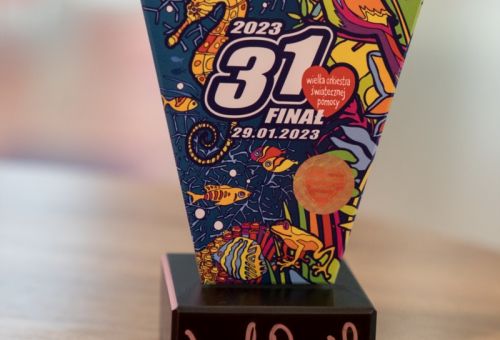 2023
31
wielka orkiestra
świątecznej
pomocy
FINAŁ
29.01.2023